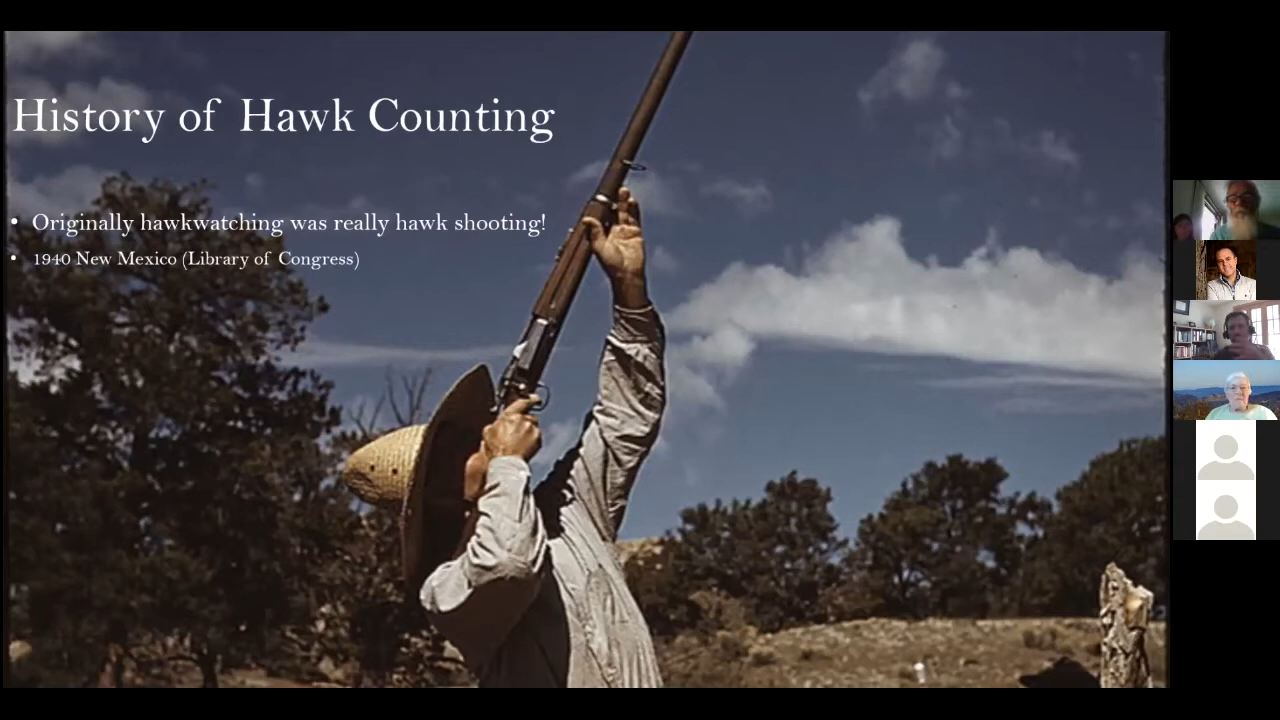 History of Hawk Counting
• Originally hawkwatching was really hawk shooting!
• 1940 New Mexico (Library of Congress)